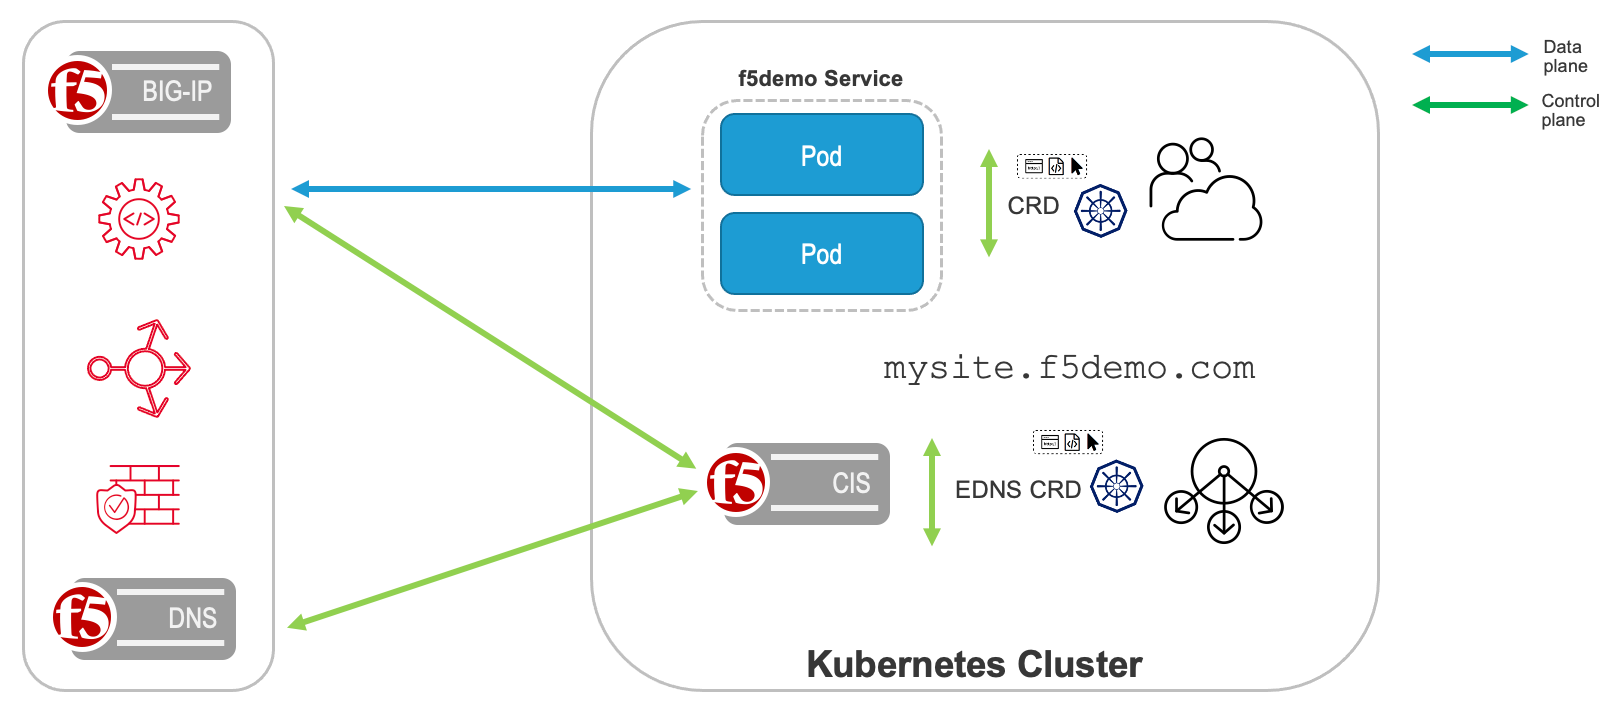 f5 BIG-IP
</>
f5 DNS
f5demo Service
Pod
Pod
CRD
</>
mysite.f5demo.com
f5 CIS
EDNS CRD
</>
Kubernetes Cluster
Data
plane
Control
plane